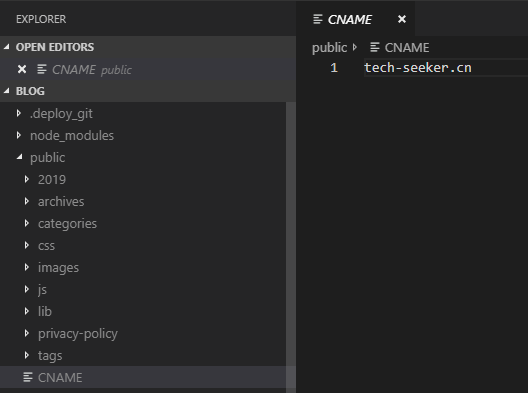 EXPLORER
OPEN EDITORS
CNAME public
BLOG
.deploy_git
node_modules
public
2019
archives
categories
css
images
js
lib
privacy-policy
tags
CNAME
CNAME
public CNAME
1 tech-seeker.cn